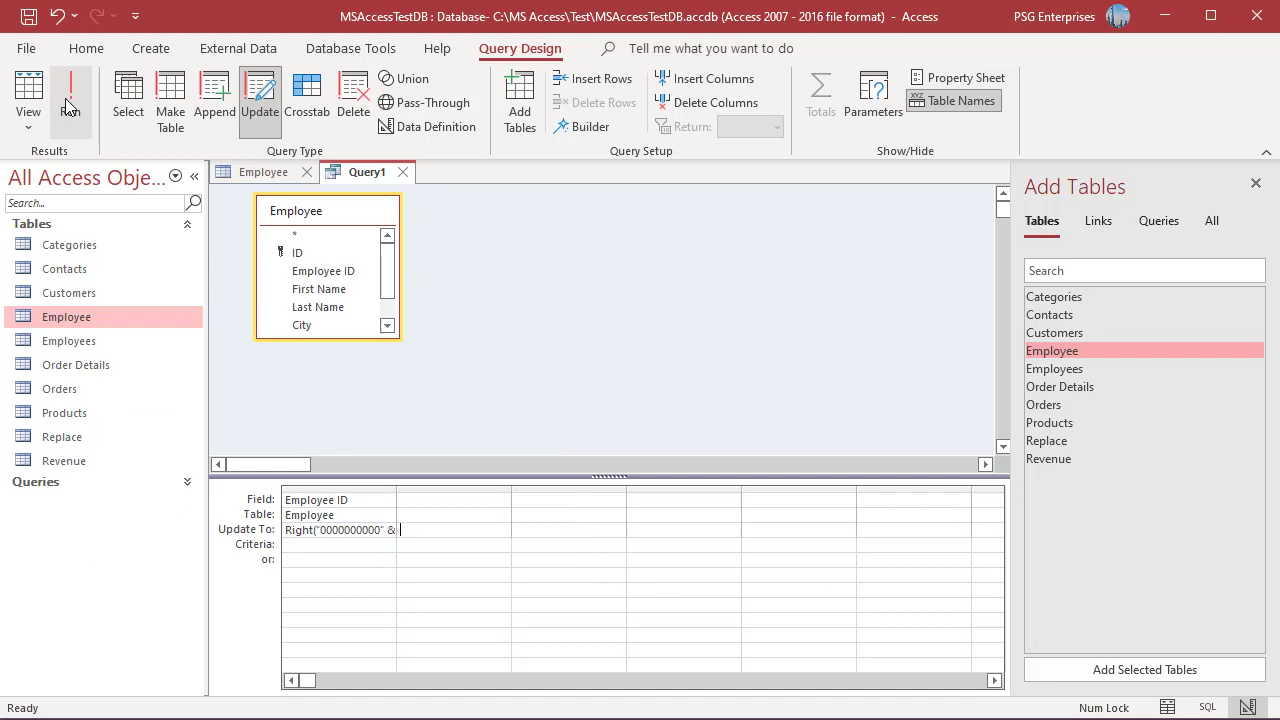 MSAccessTestDB : Database- C:\MS Access\Test\MSAccessTestDB.accdb (Access 2007 - 2016 file format) - Access
PSG Enterprises
File
Home
Create
External Data
Database Tools
Help
Query Design
Tell me what you want to do
View
Run
Results
Select
Make Table
Append
Update
Crosstab
Delete
Union
Pass-Through
Data Definition
Query Type
Add Tables
Insert Rows
Delete Rows
Builder
Insert Columns
Delete Columns
Return:
Query Setup
Totals
Parameters
Property Sheet
XYZ
Table Names
Show/Hide
All Access Obje...
Search...
Tables
Categories
Contacts
Customers
Employee
Employees
Order Details
Orders
Products
Replace
Revenue
Queries
Employee
Query1
Employee
*
ID
Employee ID
First Name
Last Name
City
Field: Employee ID
Table: Employee
Update To: Right("0000000000" &
Criteria:
or:
Add Tables
Tables
Links
Queries
All
Search
Categories
Contacts
Customers
Employee
Employees
Order Details
Orders
Products
Replace
Revenue
Add Selected Tables
Ready
Num Lock
SQL